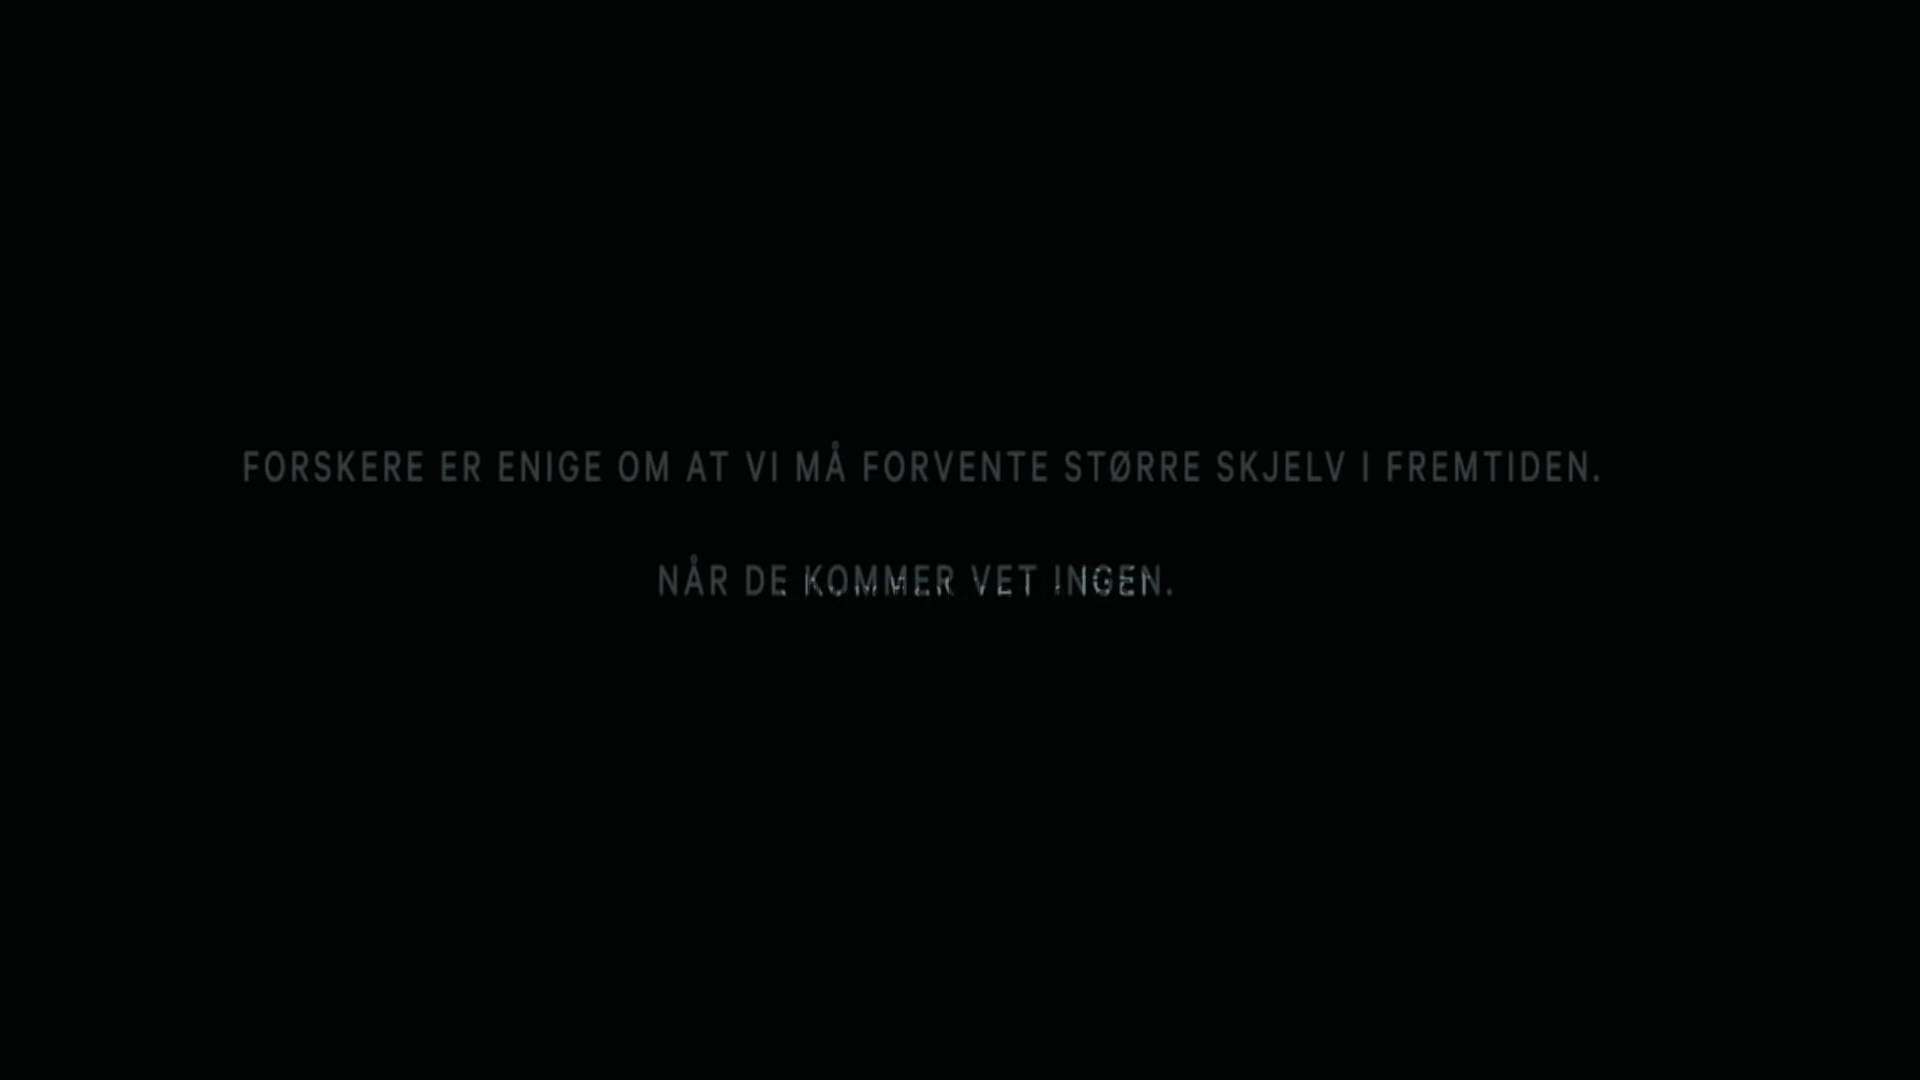 FORSKERE ER ENIGE OM AT VI MÅ FORVENTE STØRRE SKJELV I FREMTIDEN.
NÅR DE KOMMER VET INGEN.